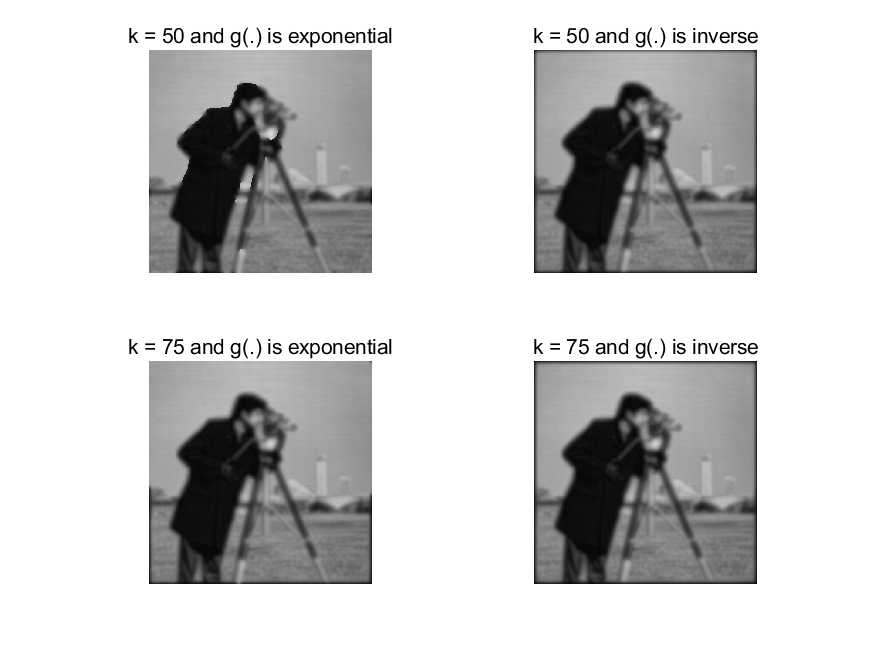 k = 50 and g(.) is exponential
k = 50 and g(.) is inverse
k = 75 and g(.) is exponential
k = 75 and g(.) is inverse